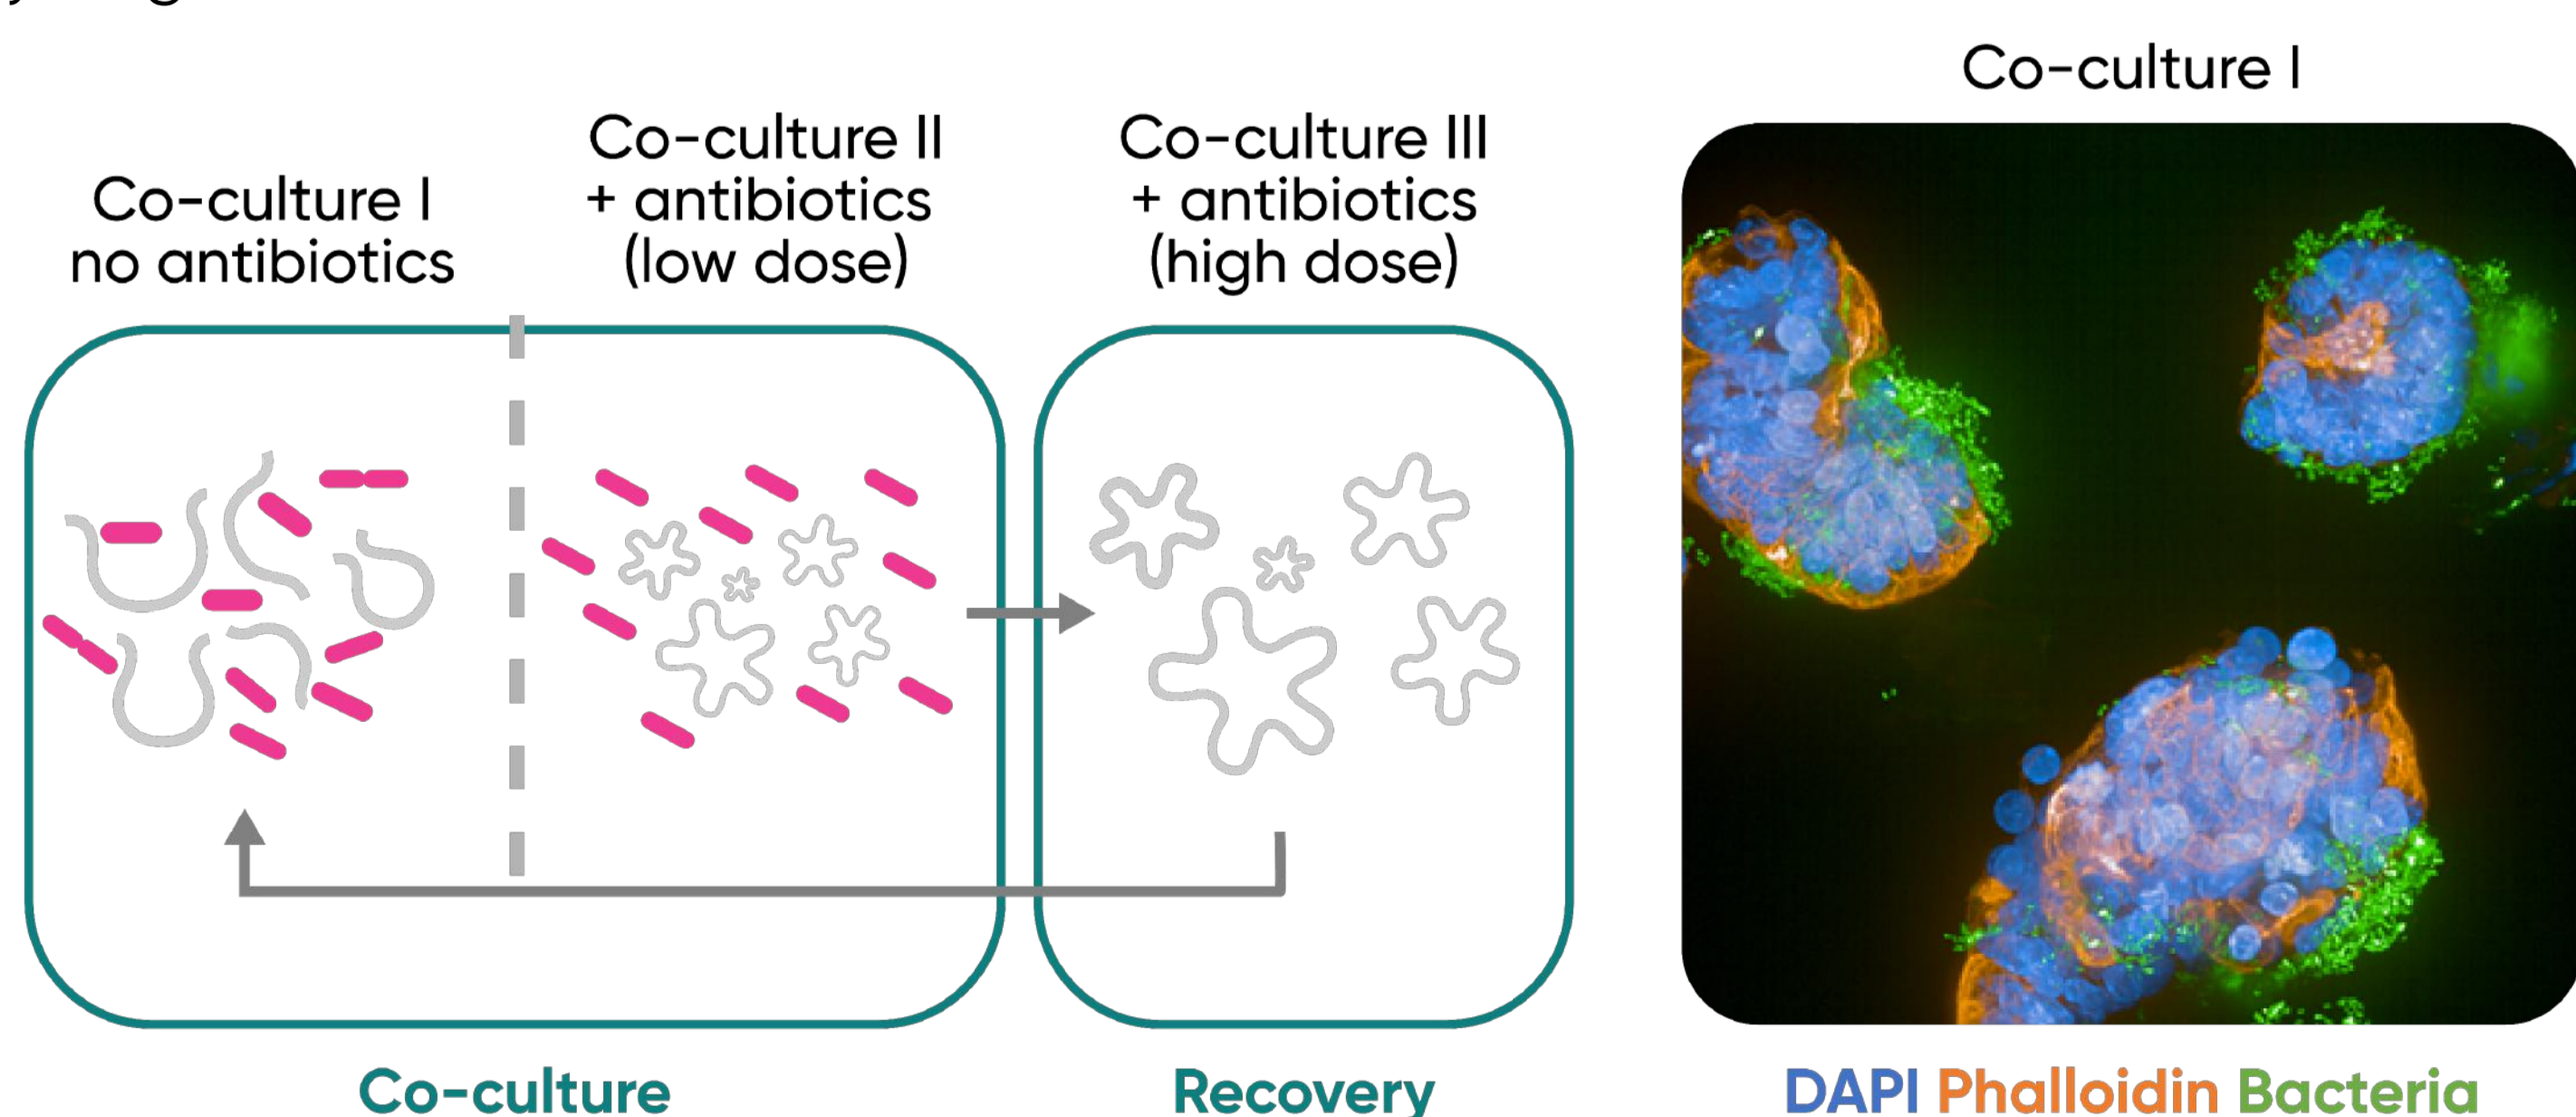 Co-culture I
no antibiotics
Co-culture II
+ antibiotics
(low dose)
Co-culture III
+ antibiotics
(high dose)
Co-culture I
Co-culture
Recovery
DAPI Phalloidin Bacteria